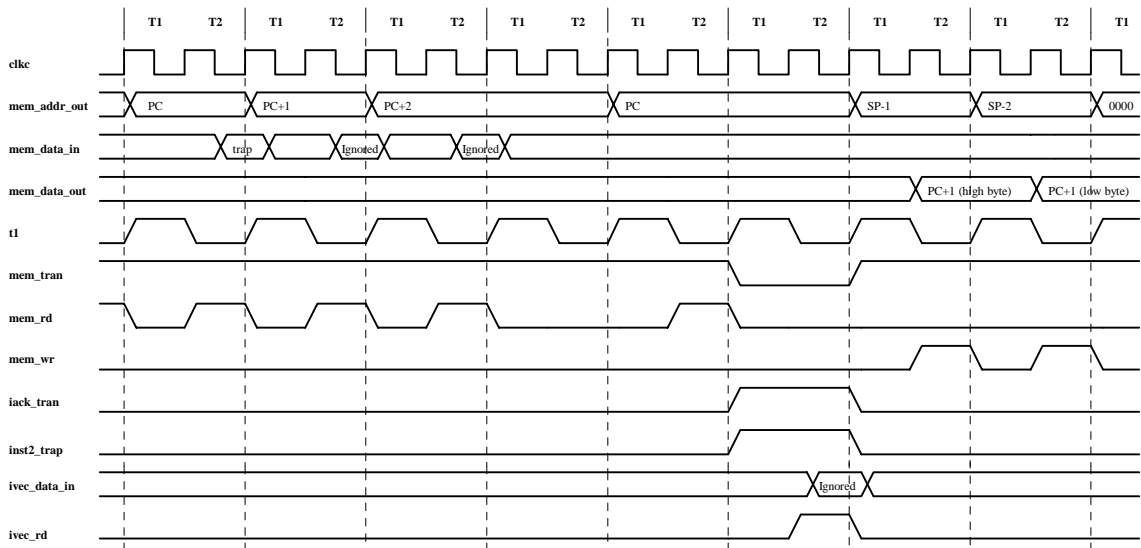 T1 T2 T1 T2 T1 T2 T1 T2 T1 T2 T1 T2 T1 T2 T1 T2 T1
clkc
mem_addr_out PC PC+1 PC+2 PC SP-1 SP-2 0000
mem_data_in trap Ignored Ignored
mem_data_out PC+1 (high byte) PC+1 (low byte)
t1
mem_tran
mem_rd
mem_wr
iack_tran
inst2_trap
ivec_data_in Ignored
ivec_rd